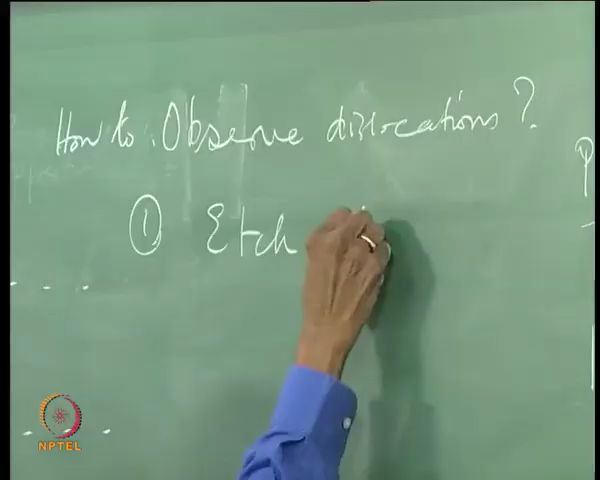 How to Observe dislocations?
① Etch
NPTEL